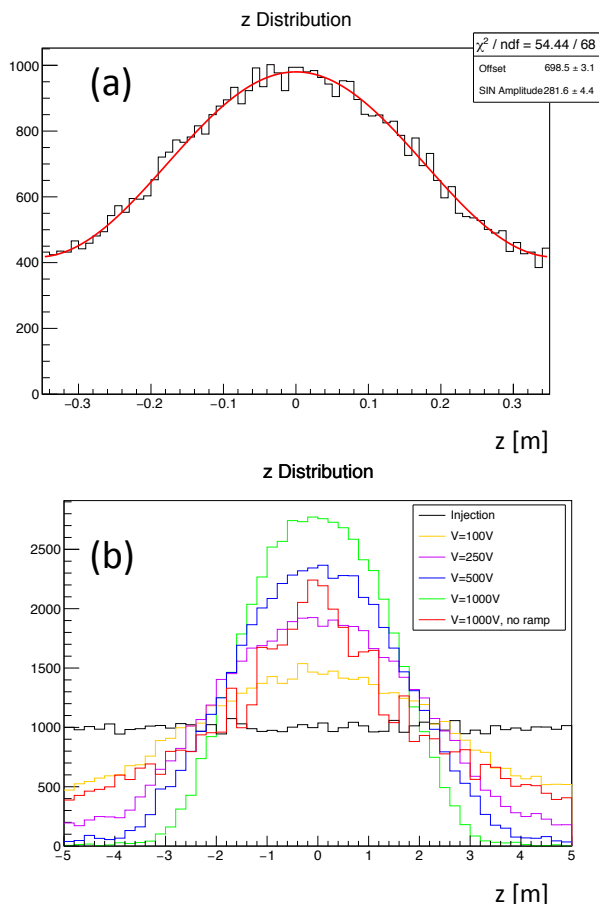 z Distribution
χ² / ndf = 54.44 / 68
Offset 698.5 ± 3.1
SIN Amplitude 281.6 ± 4.4
(a)
1000
800
600
400
200
0
−0.3 −0.2 −0.1 0 0.1 0.2 0.3
z [m]
z Distribution
(b)
Injection
V=100V
V=250V
V=500V
V=1000V
V=1000V, no ramp
2500
2000
1500
1000
500
0
−5 −4 −3 −2 −1 0 1 2 3 4 5
z [m]